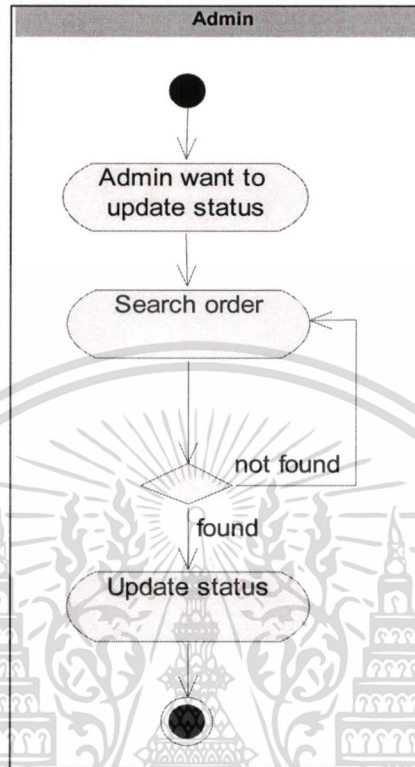 Admin
Admin want to
update status
Search order
not found
found
Update status